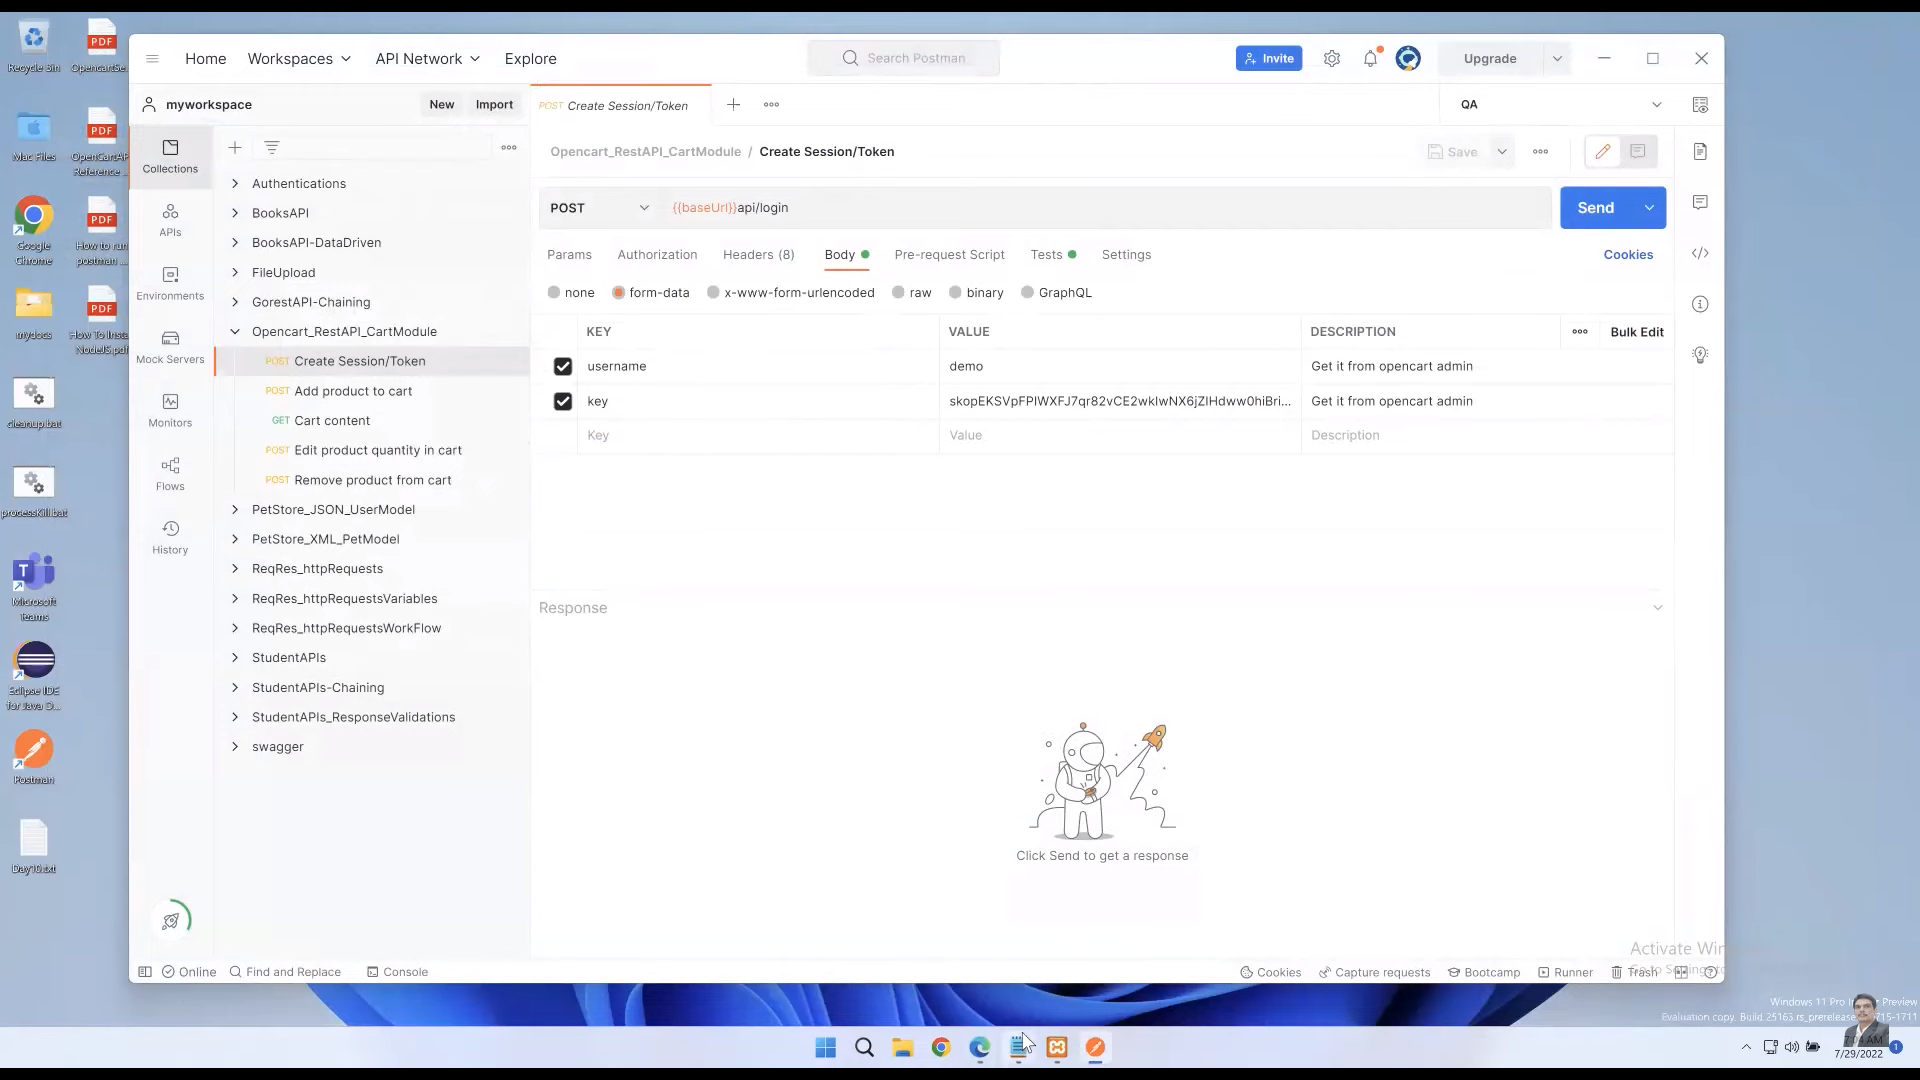 Home
Workspaces
API Network
Explore
Search Postman
Invite
Upgrade
myworkspace
New
Import
POST Create Session/Token
QA
Opencart_RestAPI_CartModule / Create Session/Token
Save
POST
{{baseUrl}}api/login
Send
Params
Authorization
Headers (8)
Body
Pre-request Script
Tests
Settings
Cookies
none
form-data
x-www-form-urlencoded
raw
binary
GraphQL
KEY
VALUE
DESCRIPTION
Bulk Edit
username
demo
Get it from opencart admin
key
Get it from opencart admin
Key
Value
Description
Response
Click Send to get a response
Collections
APIs
Environments
Mock Servers
Monitors
Flows
History
Authentications
BooksAPI
BooksAPI-DataDriven
FileUpload
GorestAPI-Chaining
Opencart_RestAPI_CartModule
POST Create Session/Token
POST Add product to cart
GET Cart content
POST Edit product quantity in cart
POST Remove product from cart
PetStore_JSON_UserModel
PetStore_XML_PetModel
ReqRes_httpRequests
ReqRes_httpRequestsVariables
ReqRes_httpRequestsWorkFlow
StudentAPIs
StudentAPIs-Chaining
StudentAPIs_ResponseValidations
swagger
Online
Find and Replace
Console
Cookies
Capture requests
Bootcamp
Runner
Trash
Recycle Bin
Mac Files
Google
Chrome
mydocs
cleanup.bat
processKill.bat
Microsoft
Teams
Eclipse IDE
for Java D...
Postman
Day10.txt
PDF
OpencartSe...
PDF
OpenCartAPI
Reference ...
PDF
How to run
postman ...
PDF
How To Insta
NodeJS.pdf
Activate
Windows 11 Pro
Evaluation copy. Build 25163.rs_prerelease
7/29/2022
1